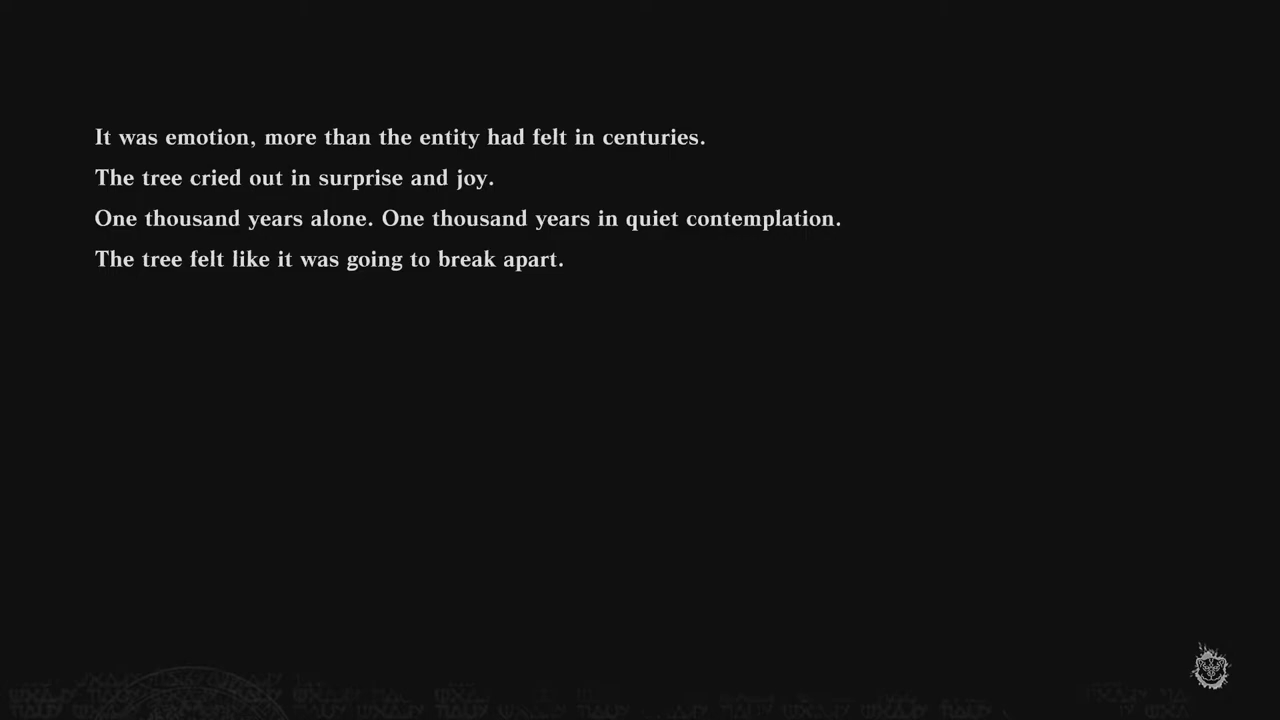 It was emotion, more than the entity had felt in centuries.
The tree cried out in surprise and joy.
One thousand years alone. One thousand years in quiet contemplation.
The tree felt like it was going to break apart.